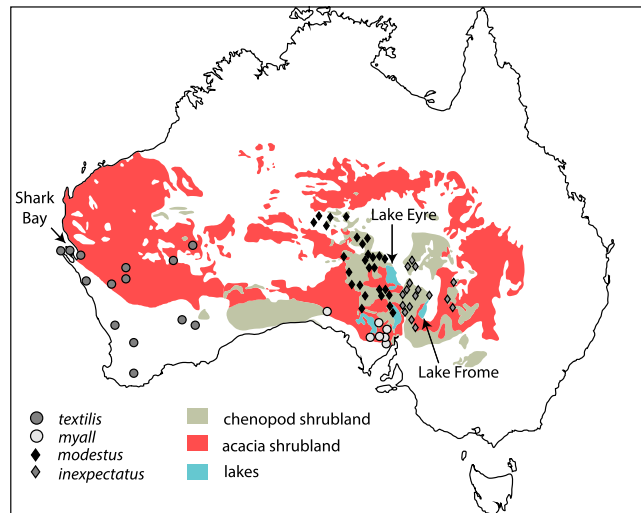 Shark
Bay
Lake Eyre
Lake Frome
textilis
myall
modestus
inexpectatus
chenopod shrubland
acacia shrubland
lakes